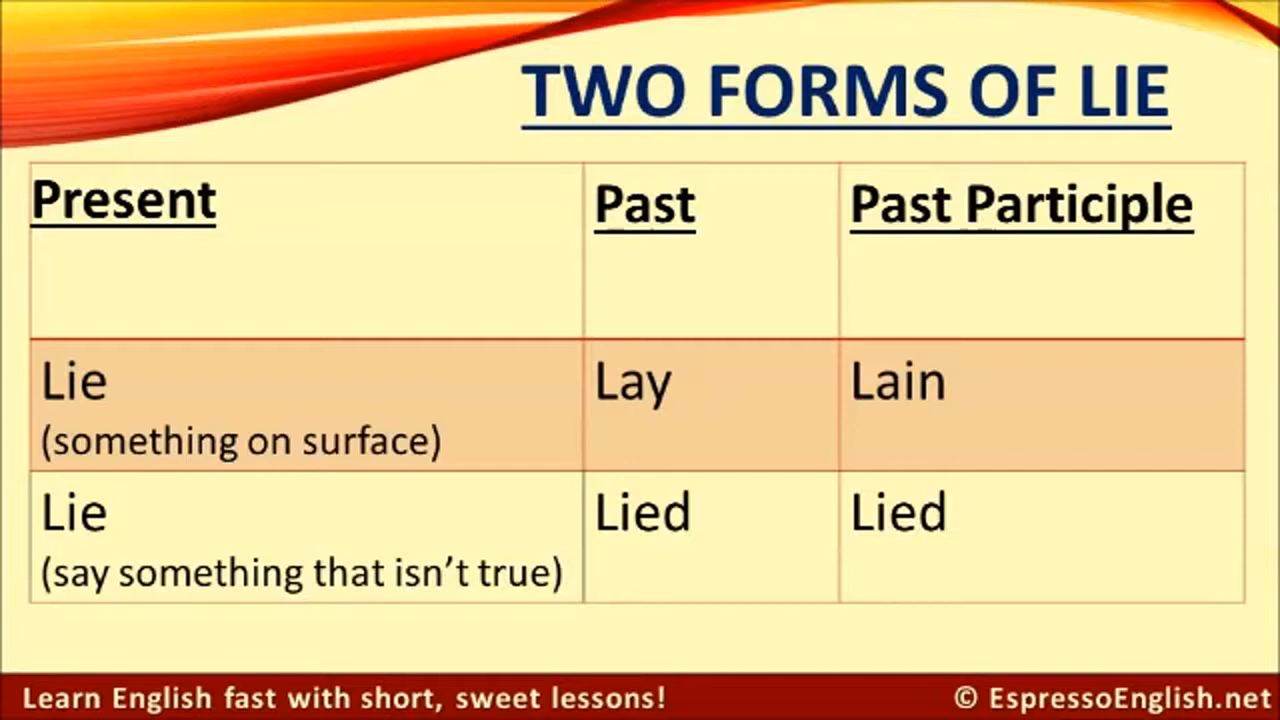 TWO FORMS OF LIE
Present Past Past Participle
Lie Lay Lain
(something on surface)
Lie Lied Lied
(say something that isn't true)
Learn English fast with short, sweet lessons! © EspressoEnglish.net